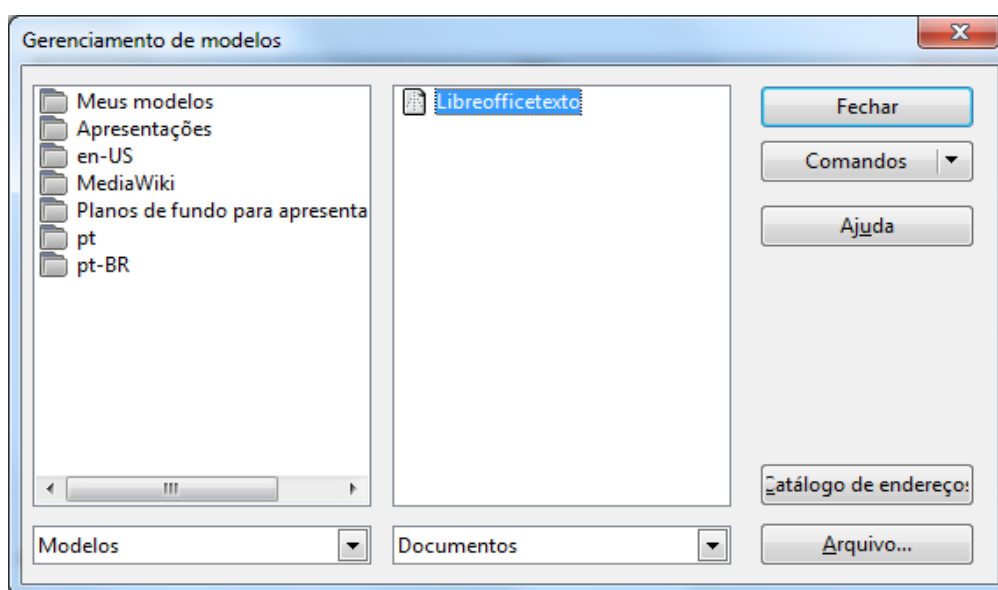 Gerenciamento de modelos
Meus modelos
Apresentações
en-US
MediaWiki
Planos de fundo para apresenta
pt
pt-BR
Modelos
Libreofficetexto
Documentos
Fechar
Comandos
Ajuda
Catálogo de endereço
Arquivo...